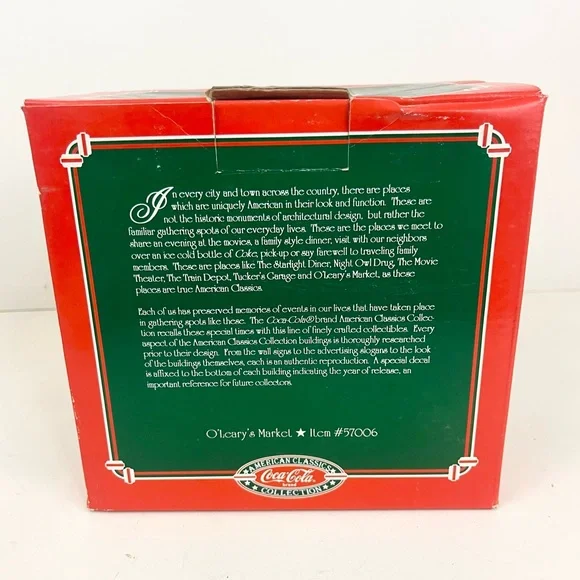 In every city and town across the country, there are places
which are uniquely American in their look and function. These are
not the historic monuments of architectural design, but rather the
familiar gathering spots of our everyday lives. These are the places we meet to
share an evening at the movies, a family style dinner, visit with our neighbors
over an ice cold bottle of Coke, pick-up or say farewell to traveling family
members. These are places like The Starlight Diner, Night Owl Drug, The Movie
Theater, The Train Depot, Tucker's Garage and O'Leary's Market, as these
places are true American Classics.
Each of us has preserved memories of events in our lives that have taken place
in gathering spots like these. The Coca-Cola® brand American Classics Collec-
tion recalls these special times with this line of finely crafted collectibles. Every
aspect of the American Classics Collection buildings is thoroughly researched
prior to their design. From the wall signs to the advertising slogans to the look
of the buildings themselves, each is an authentic reproduction. A special decal
is affixed to the bottom of each building indicating the year of release, an
important reference for future collectors.
O'Leary's Market ★ Item #57006
AMERICAN CLASSICS
Coca-Cola
brand
COLLECTION